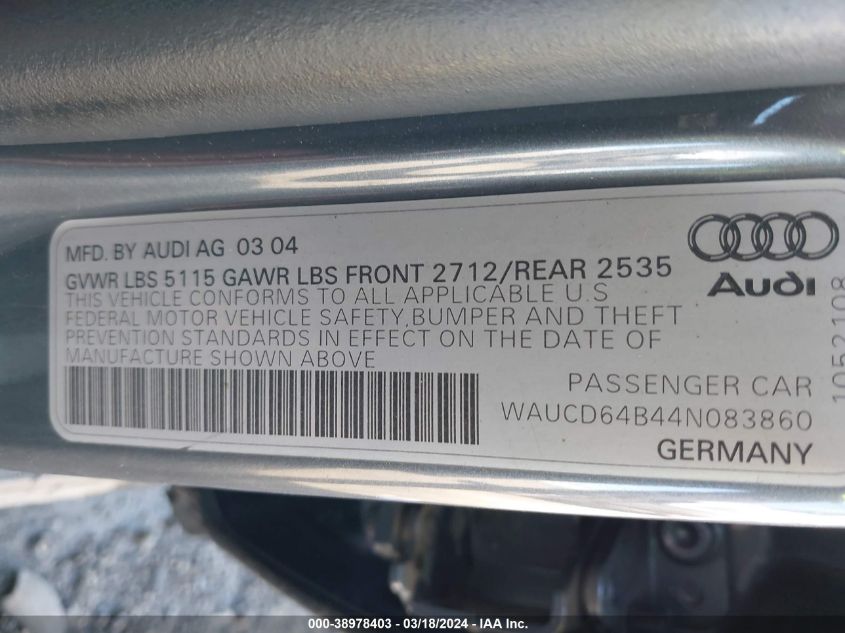 MFD. BY AUDI AG 03 04
GVWR LBS 5115 GAWR LBS FRONT 2712/REAR 2535
THIS VEHICLE CONFORMS TO ALL APPLICABLE U.S
FEDERAL MOTOR VEHICLE SAFETY,BUMPER AND THEFT
PREVENTION STANDARDS IN EFFECT ON THE DATE OF
MANUFACTURE SHOWN ABOVE
Audi
PASSENGER CAR
WAUCD64B44N083860
GERMANY
1052108
000-38978403 - 03/18/2024 - IAA Inc.